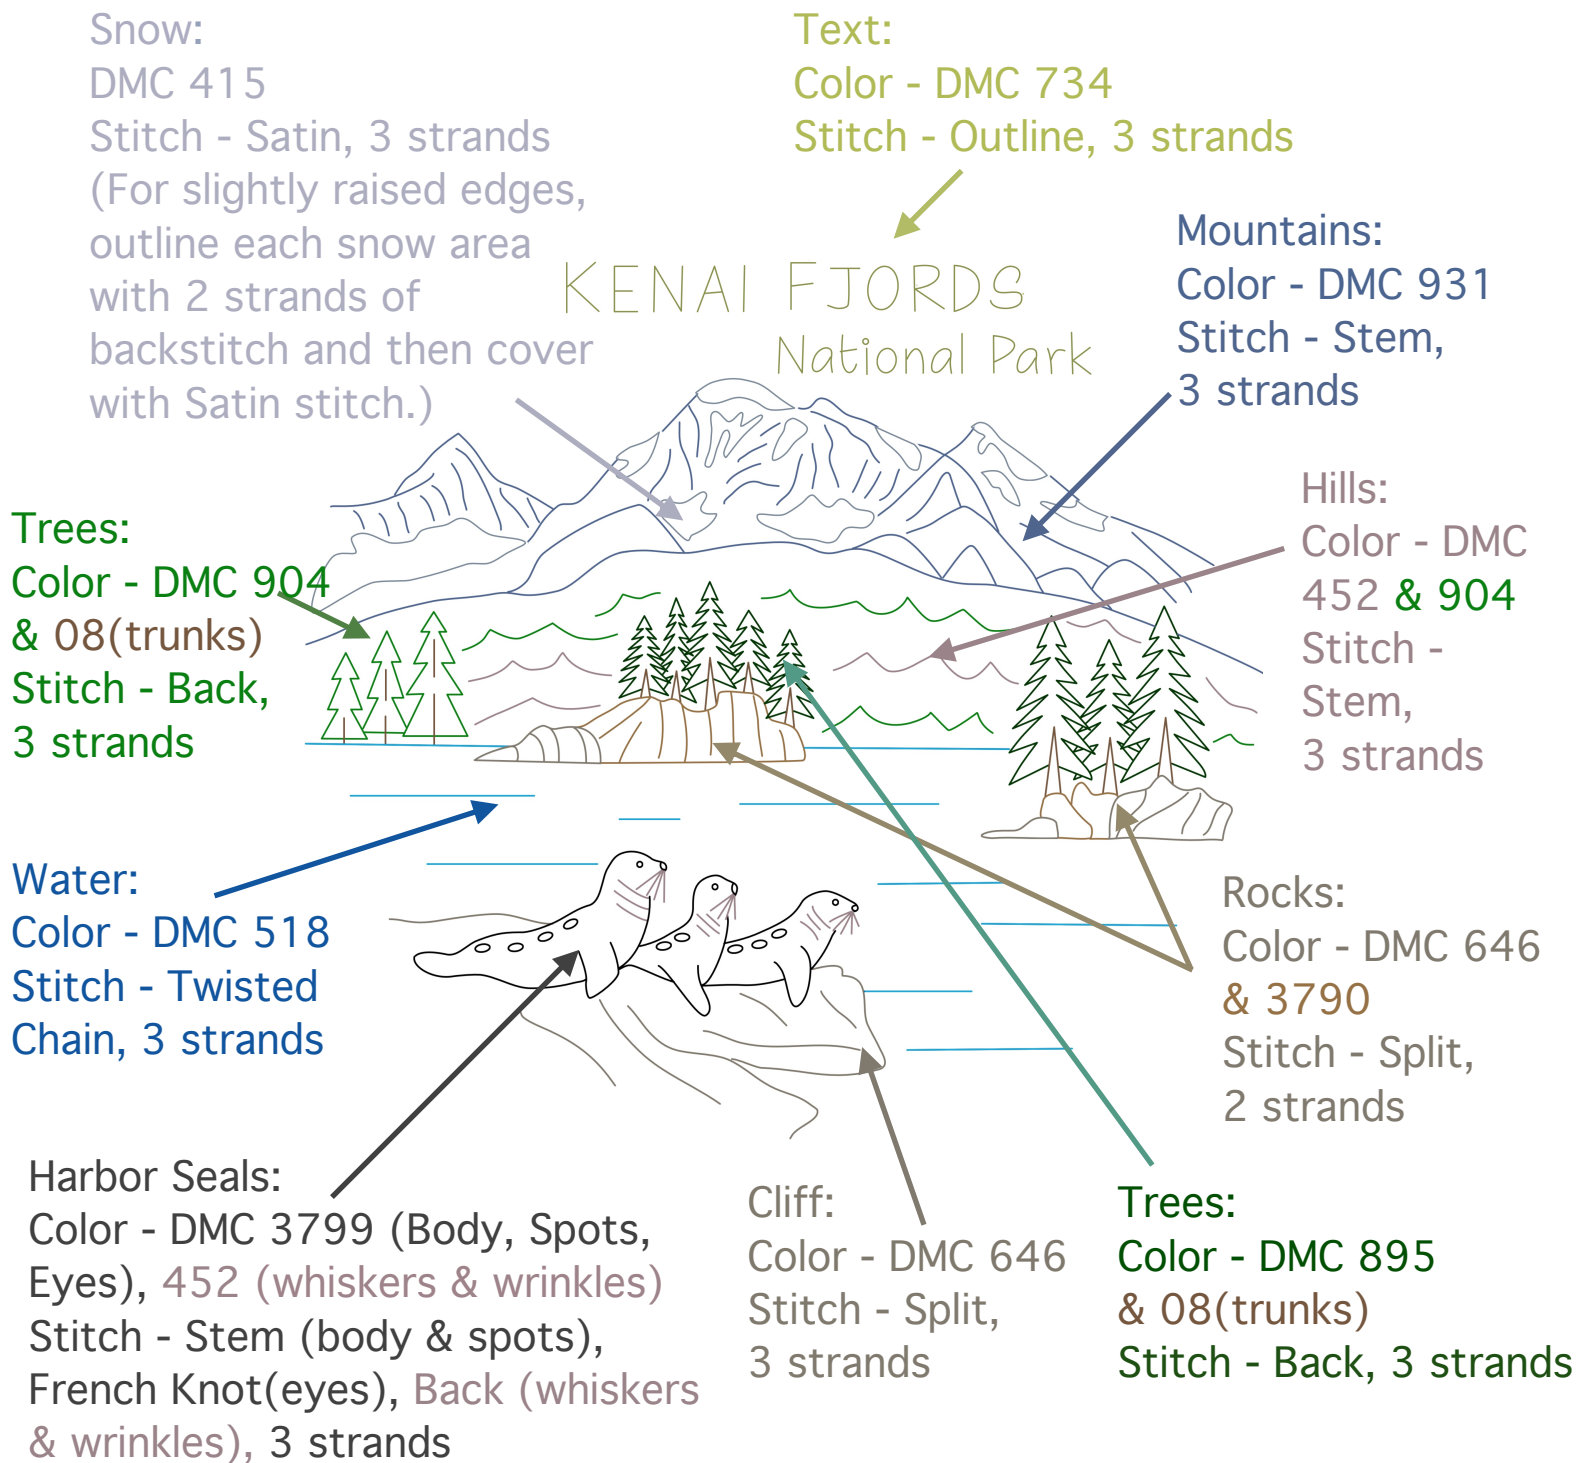 Snow:
DMC 415
Stitch - Satin, 3 strands
(For slightly raised edges,
outline each snow area
with 2 strands of
backstitch and then cover
with Satin stitch.)
Text:
Color - DMC 734
Stitch - Outline, 3 strands
KENAI FJORDS
National Park
Mountains:
Color - DMC 931
Stitch - Stem,
3 strands
Hills:
Color - DMC
452 & 904
Stitch -
Stem,
3 strands
Trees:
Color - DMC 904
& 08(trunks)
Stitch - Back,
3 strands
Water:
Color - DMC 518
Stitch - Twisted
Chain, 3 strands
Rocks:
Color - DMC 646
& 3790
Stitch - Split,
2 strands
Harbor Seals:
Color - DMC 3799 (Body, Spots,
Eyes), 452 (whiskers & wrinkles)
Stitch - Stem (body & spots),
French Knot(eyes), Back (whiskers
& wrinkles), 3 strands
Cliff:
Color - DMC 646
Stitch - Split,
3 strands
Trees:
Color - DMC 895
& 08(trunks)
Stitch - Back, 3 strands